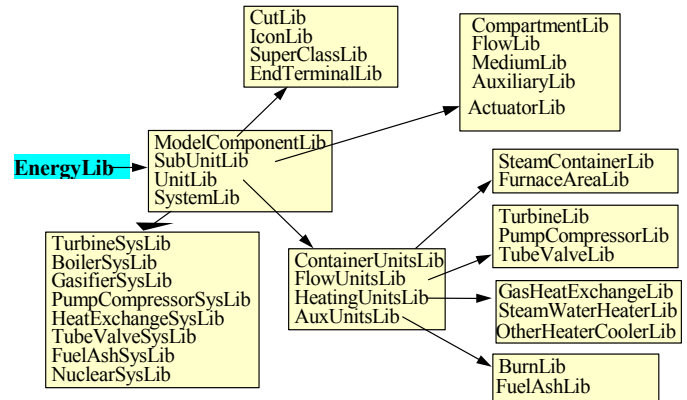 CutLib
IconLib
SuperClassLib
EndTerminalLib
CompartmentLib
FlowLib
MediumLib
AuxiliaryLib
ActuatorLib
EnergyLib
ModelComponentLib
SubUnitLib
UnitLib
SystemLib
SteamContainerLib
FurnaceAreaLib
TurbineLib
PumpCompressorLib
TubeValveLib
TurbineSysLib
BoilerSysLib
GasifierSysLib
PumpCompressorSysLib
HeatExchangeSysLib
TubeValveSysLib
FuelAshSysLib
NuclearSysLib
ContainerUnitsLib
FlowUnitsLib
HeatingUnitsLib
AuxUnitsLib
GasHeatExchangeLib
SteamWaterHeaterLib
OtherHeaterCoolerLib
BurnLib
FuelAshLib